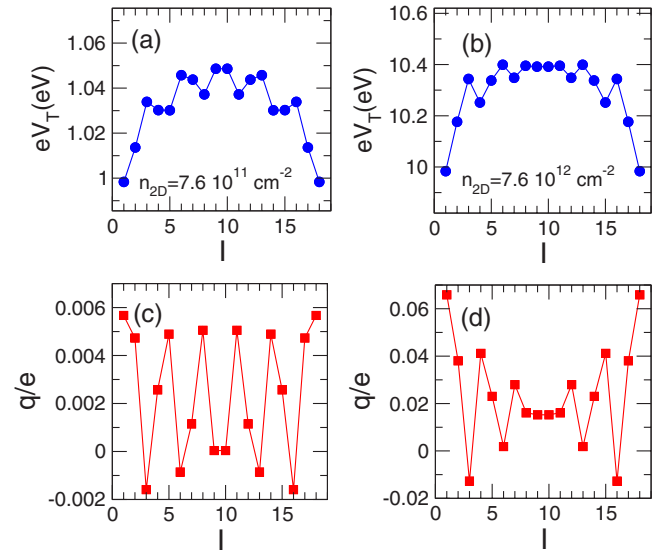 (a)
eV_T(eV)
1.06
1.04
1.02
1
n_2D=7.6 10^11 cm^-2
0 5 10 15
I
(b)
eV_T(eV)
10.6
10.4
10.2
10
n_2D=7.6 10^12 cm^-2
0 5 10 15
I
(c)
q/e
0.006
0.004
0.002
0
-0.002
0 5 10 15
I
(d)
q/e
0.06
0.04
0.02
0
-0.02
0 5 10 15
I